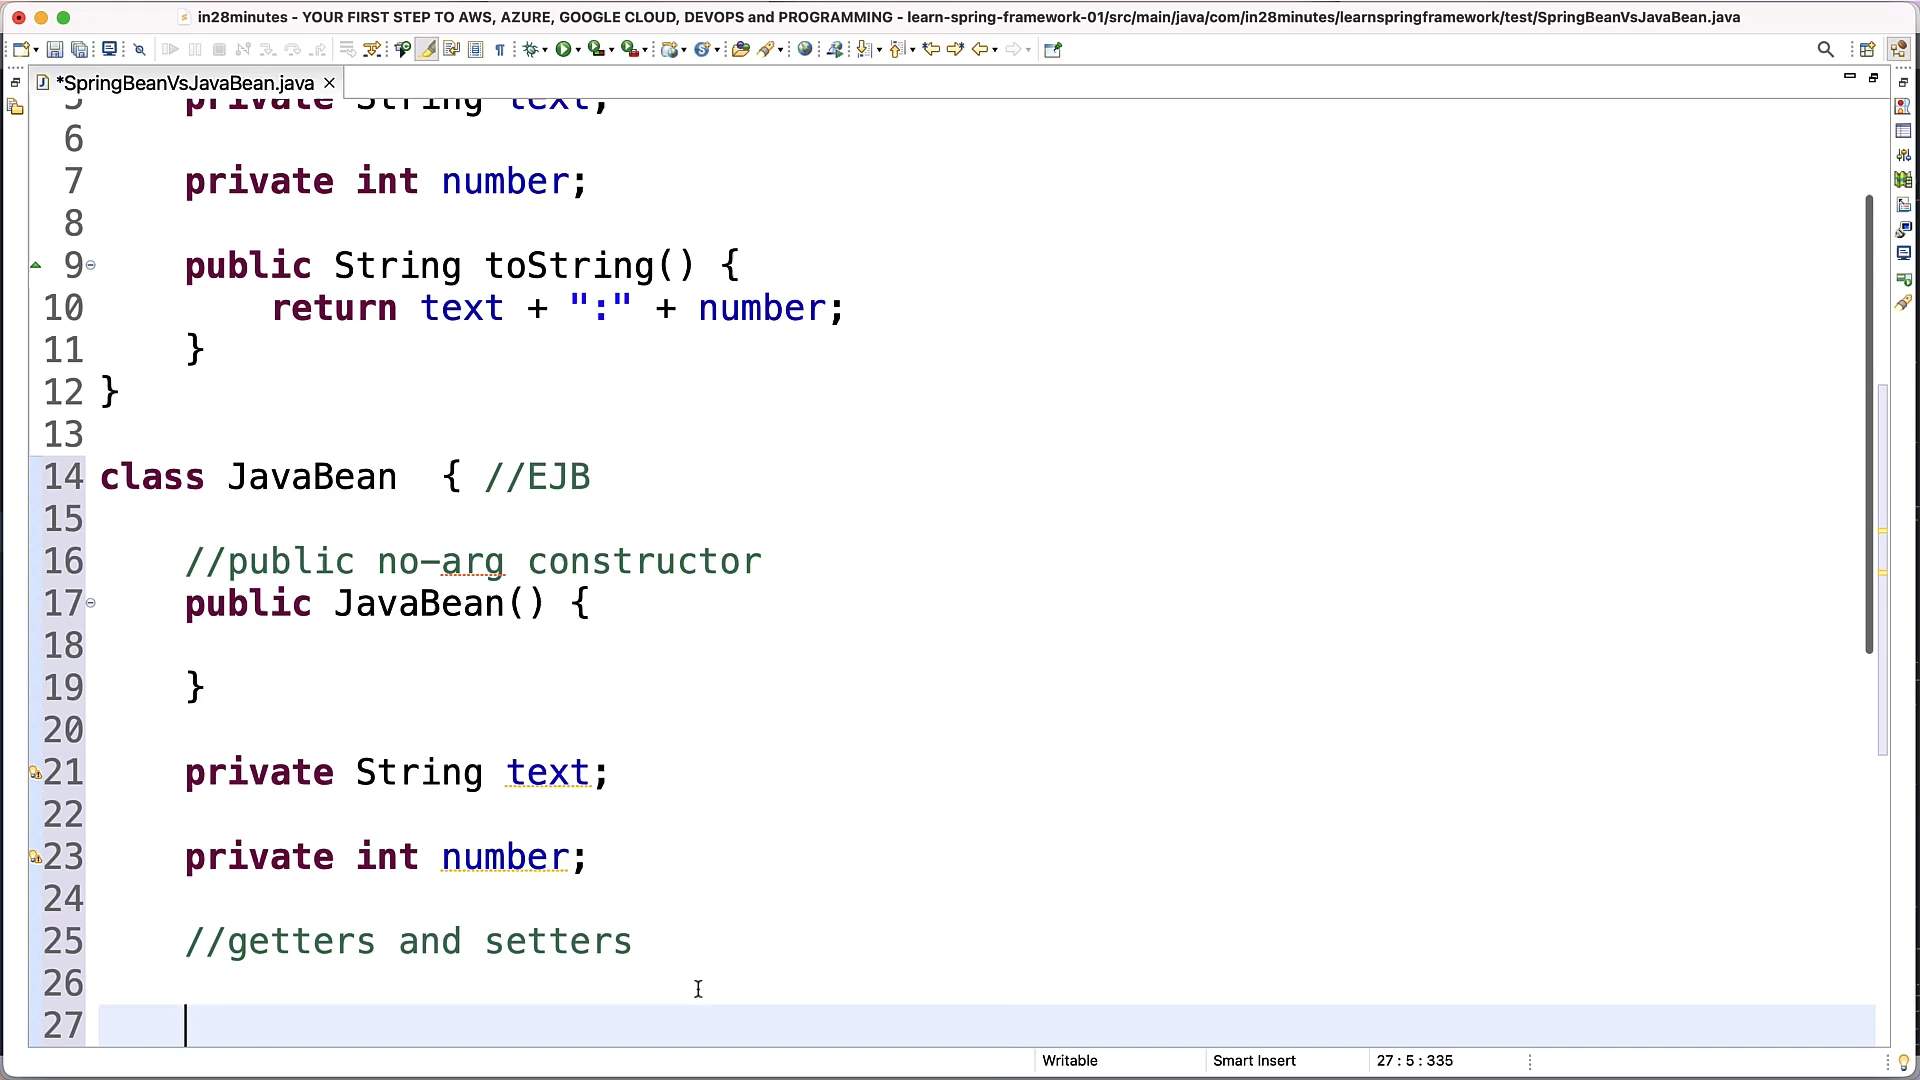 in28minutes - YOUR FIRST STEP TO AWS, AZURE, GOOGLE CLOUD, DEVOPS and PROGRAMMING - learn-spring-framework-01/src/main/java/com/in28minutes/learnspringframework/test/SpringBeanVsJavaBean.java
*SpringBeanVsJavaBean.java
5 private String text;
6
7 private int number;
8
9 public String toString() {
10 return text + ":" + number;
11 }
12 }
13
14 class JavaBean  { //EJB
15
16 //public no-arg constructor
17 public JavaBean() {
18
19 }
20
21 private String text;
22
23 private int number;
24
25 //getters and setters
26
27
Writable Smart Insert 27 : 5 : 335